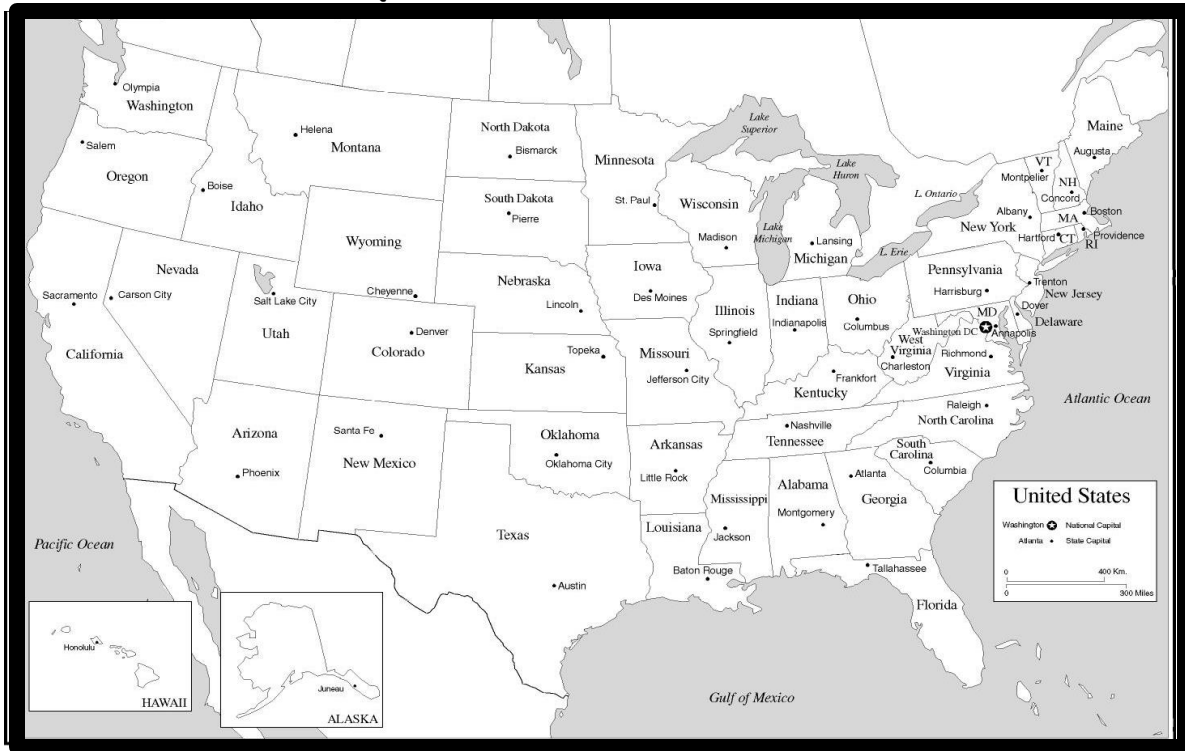 Olympia
Washington
Helena
Montana
North Dakota
Bismarck
Minnesota
Lake
Superior
Maine
Augusta
Salem
Oregon
Boise
Idaho
South Dakota
Pierre
St. Paul
Wisconsin
Madison
Lake
Huron
Lake
Michigan
Lansing
Michigan
L. Ontario
L. Erie
VT
Montpelier
NH
Concord
Albany
New York
MA
Boston
Hartford
CT
RI
Providence
Wyoming
Cheyenne
Nebraska
Lincoln
Iowa
Des Moines
Nevada
Carson City
Sacramento
California
Salt Lake City
Utah
Denver
Colorado
Topeka
Kansas
Missouri
Jefferson City
Illinois
Springfield
Indiana
Indianapolis
Ohio
Columbus
Pennsylvania
Harrisburg
Trenton
New Jersey
Dover
Delaware
MD
Annapolis
Washington DC
West
Virginia
Charleston
Richmond
Virginia
Frankfort
Kentucky
Atlantic Ocean
Raleigh
North Carolina
Nashville
Tennessee
Arizona
Phoenix
Santa Fe
New Mexico
Oklahoma
Oklahoma City
Arkansas
Little Rock
South
Carolina
Columbia
Atlanta
Georgia
Alabama
Montgomery
Mississippi
Jackson
Louisiana
Baton Rouge
Texas
Austin
Tallahassee
Florida
Pacific Ocean
Gulf of Mexico
Honolulu
HAWAII
Juneau
ALASKA
United States
Washington National Capital
Atlanta State Capital
0 400 Km.
0 300 Miles